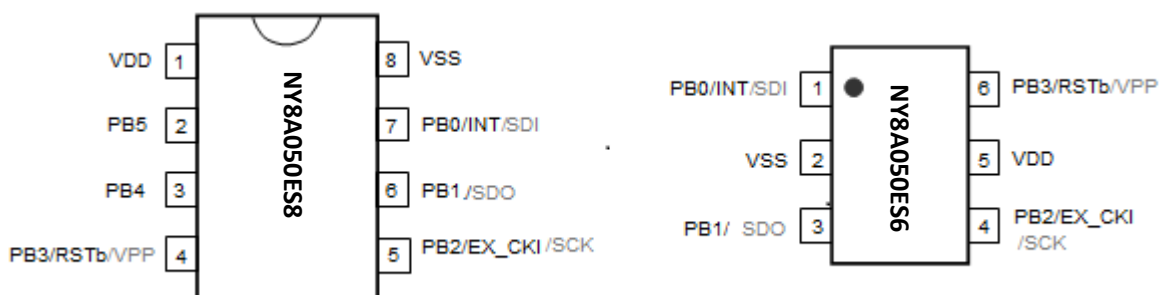 VDD 1 8 VSS
PB5 2 7 PB0/INT/SDI
PB4 3 6 PB1/SDO
PB3/RSTb/VPP 4 5 PB2/EX_CKI/SCK
NY8A050ES8
PB0/INT/SDI 1 6 PB3/RSTb/VPP
VSS 2 5 VDD
PB1/ SDO 3 4 PB2/EX_CKI
/SCK
NY8A050ES6